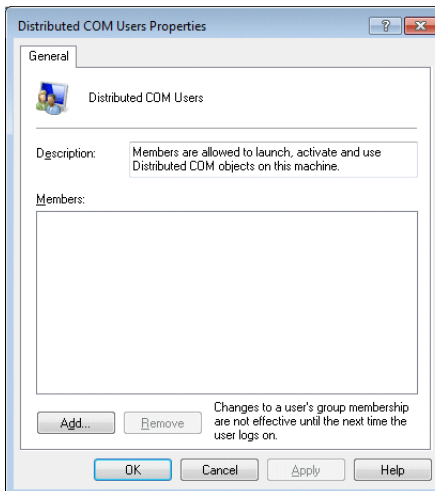 Distributed COM Users Properties
General
Distributed COM Users
Description:
Members are allowed to launch, activate and use
Distributed COM objects on this machine.
Members:
Add...
Remove
Changes to a user's group membership
are not effective until the next time the
user logs on.
OK
Cancel
Apply
Help